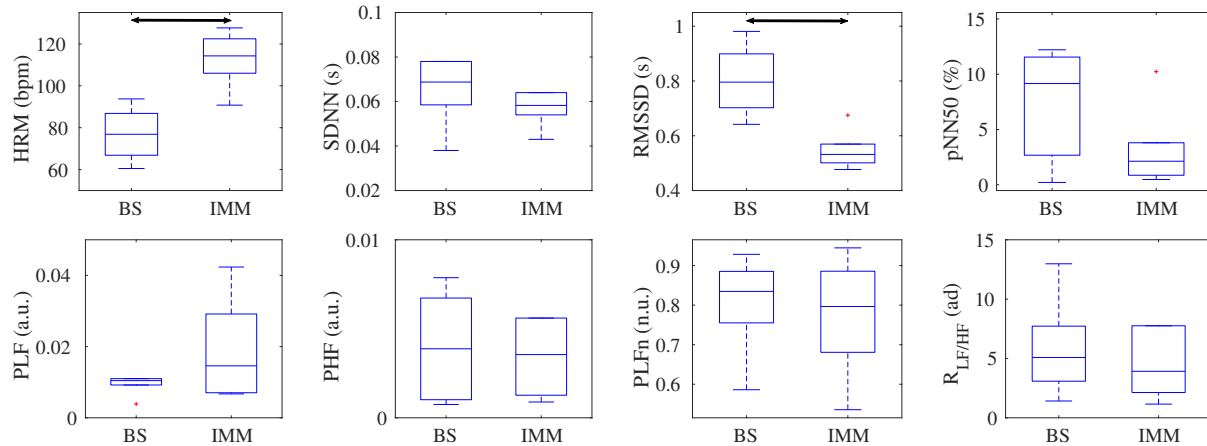 HRM (bpm)
120
100
80
60
BS IMM
SDNN (s)
0.1
0.08
0.06
0.04
0.02
BS IMM
RMSSD (s)
1
0.8
0.6
0.4
BS IMM
pNN50 (%)
15
10
5
0
BS IMM
PLF (a.u.)
0.04
0.02
0
BS IMM
PHF (a.u.)
0.01
0
BS IMM
PLFn (n.u.)
0.9
0.8
0.7
0.6
BS IMM
R_LF/HF (ad)
15
10
5
0
BS IMM